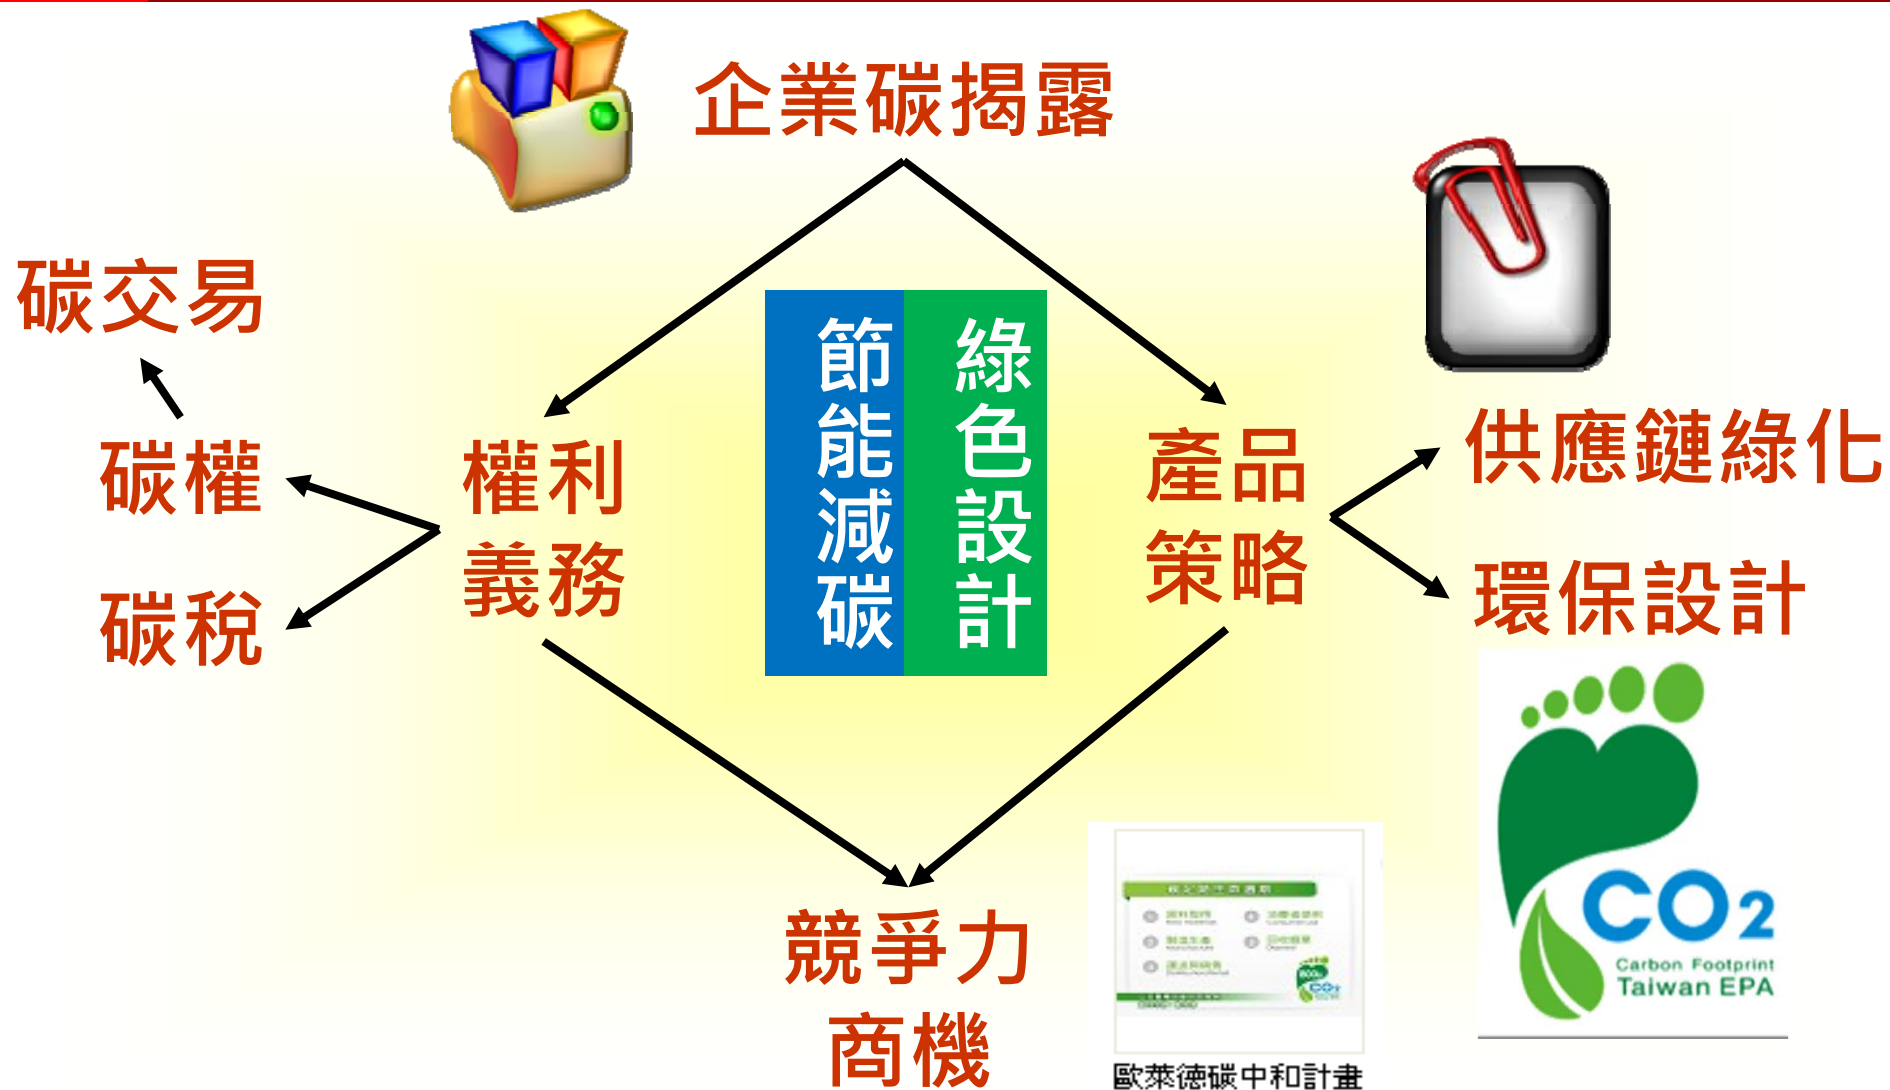 企業碳揭露
碳交易
碳權
碳稅
權利
義務
節能減碳
綠色設計
產品
策略
供應鏈綠化
環保設計
競爭力
商機
CO2
Carbon Footprint
Taiwan EPA
歐萊德碳中和計畫